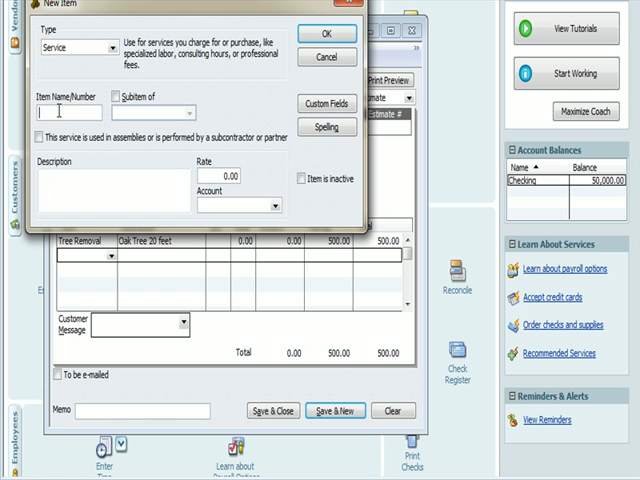 New Item
Type
Service
Use for services you charge for or purchase, like
specialized labor, consulting hours, or professional
fees.
OK
Cancel
Item Name/Number
Subitem of
Custom Fields
Spelling
This service is used in assemblies or is performed by a subcontractor or partner
Description
Rate
0.00
Account
Item is inactive
Print Preview
Estimate #
Tree Removal
Oak Tree 20 feet
0.00
0.00
500.00
500.00
Customer
Message
Total
0.00
500.00
500.00
To be e-mailed
Memo
Save & Close
Save & New
Clear
Customers
Employees
Enter
Learn about
Print
Checks
Reconcile
Check
Register
View Tutorials
Start Working
Maximize Coach
Account Balances
Name
Balance
Checking
50,000.00
Learn About Services
Learn about payroll options
Accept credit cards
Order checks and supplies
Recommended Services
Reminders & Alerts
View Reminders